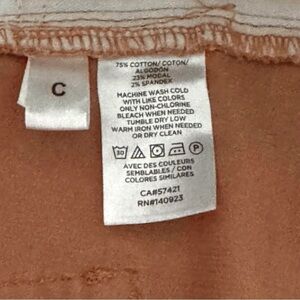 C
75% COTTON/ COTON/
ALGODON
23% MODAL
2% SPANDEX
MACHINE WASH COLD
WITH LIKE COLORS
ONLY NON-CHLORINE
BLEACH WHEN NEEDED
TUMBLE DRY LOW
WARM IRON WHEN NEEDED
OR DRY CLEAN
30 P
AVEC DES COULEURS
SEMBLABLES / CON
COLORES SIMILARES
CA#57421
RN#140923